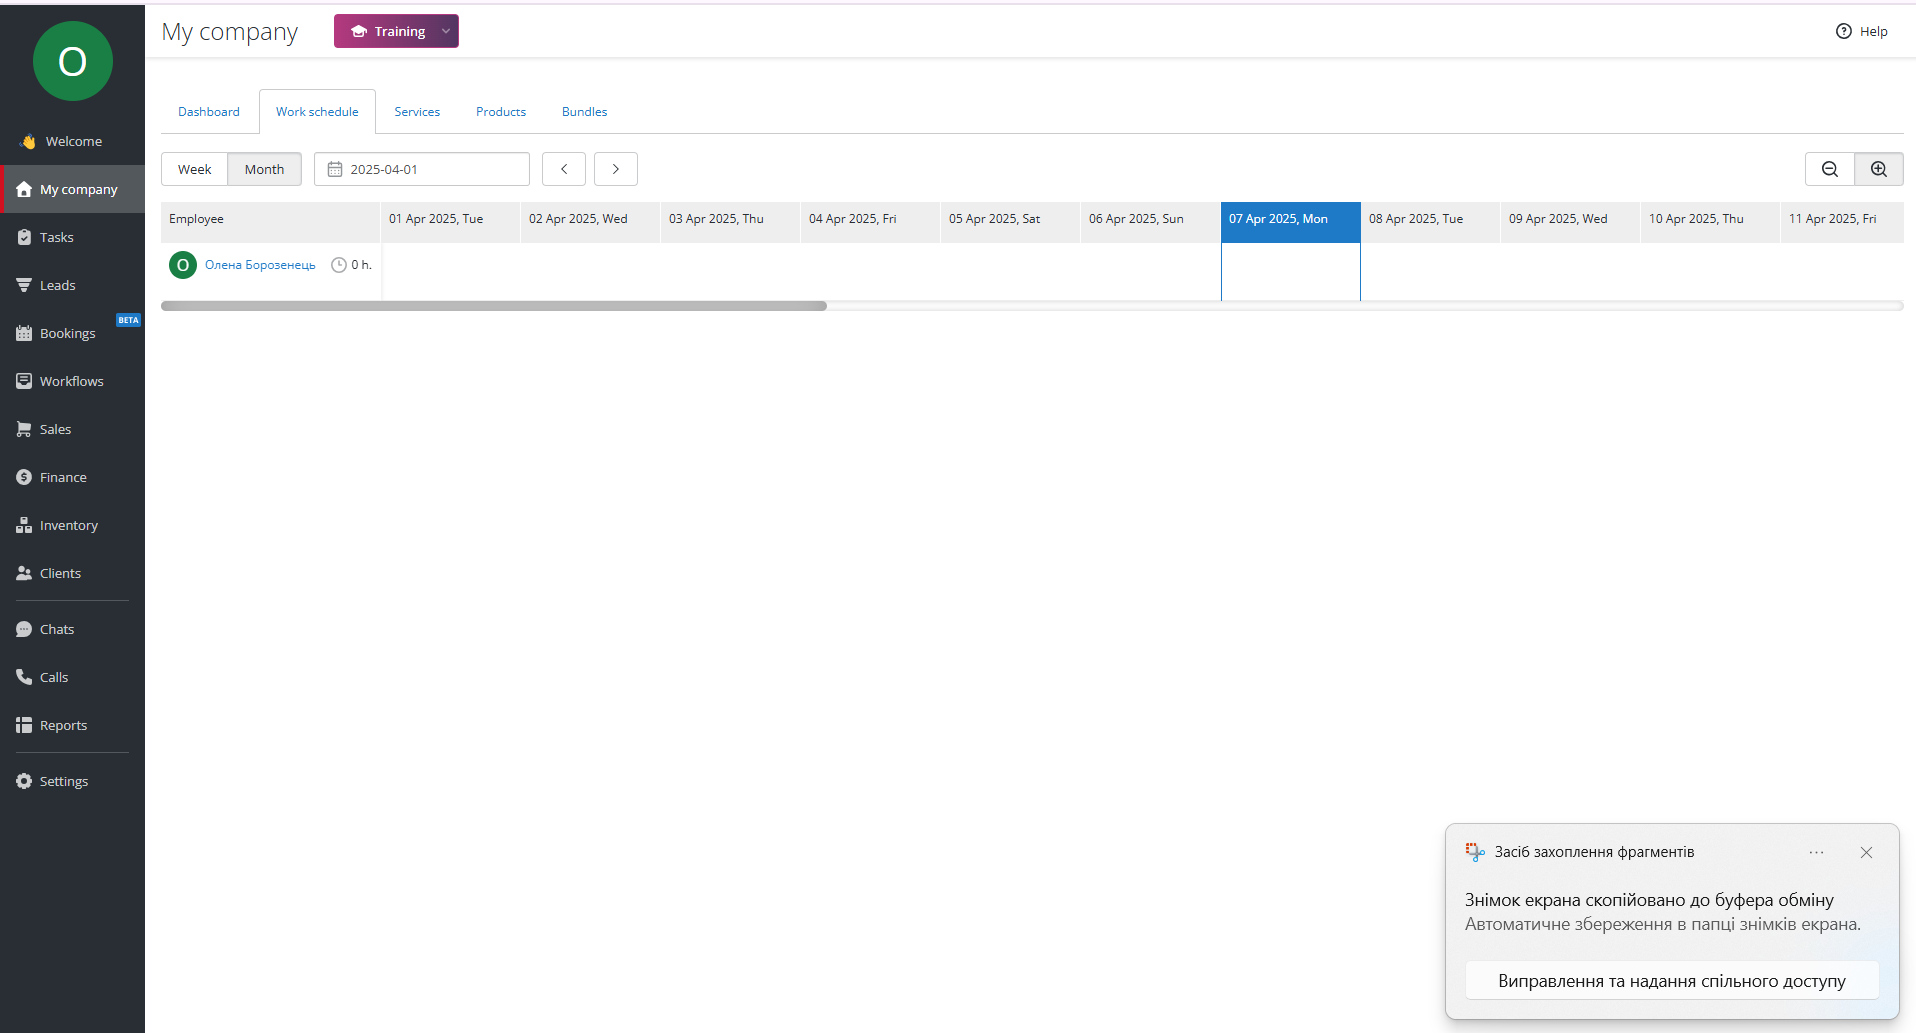 O
Welcome
My company
Tasks
Leads
BETA
Bookings
Workflows
Sales
Finance
Inventory
Clients
Chats
Calls
Reports
Settings
My company
Training
Help
Dashboard
Work schedule
Services
Products
Bundles
Week
Month
2025-04-01
Employee
01 Apr 2025, Tue
02 Apr 2025, Wed
03 Apr 2025, Thu
04 Apr 2025, Fri
05 Apr 2025, Sat
06 Apr 2025, Sun
07 Apr 2025, Mon
08 Apr 2025, Tue
09 Apr 2025, Wed
10 Apr 2025, Thu
11 Apr 2025, Fri
О
Олена Борозенець
0 h.
Засіб захоплення фрагментів
Знімок екрана скопійовано до буфера обміну
Автоматичне збереження в папці знімків екрана.
Виправлення та надання спільного доступу